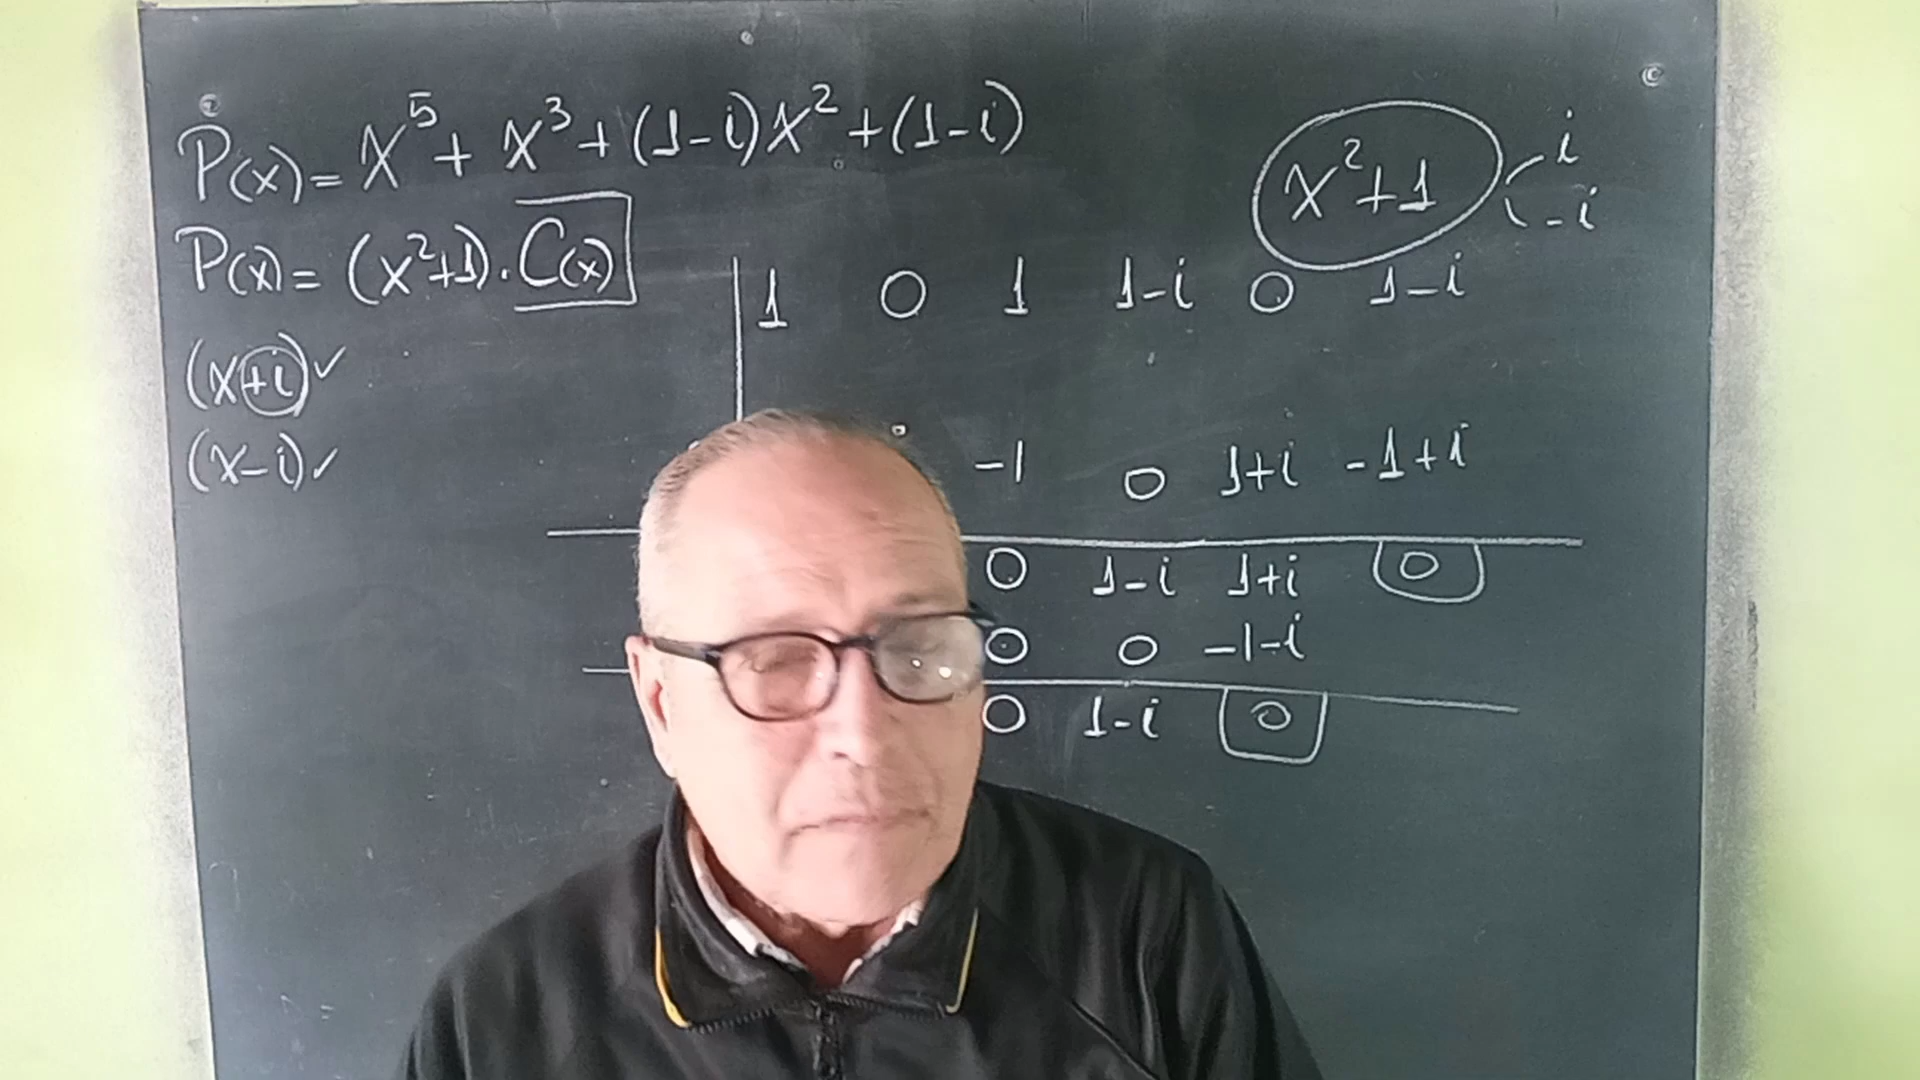 P(x) = x⁵ + x³ + (1-i)x² + (1-i)
x²+1 i
-i
P(x) = (x²+1) · C(x)
1 0 1 1-i 0 1-i
(x+i) ✓
(x-i) ✓
-1 0 1+i -1+i
0 1-i 1+i 0
0 0 -1-i
0 1-i 0